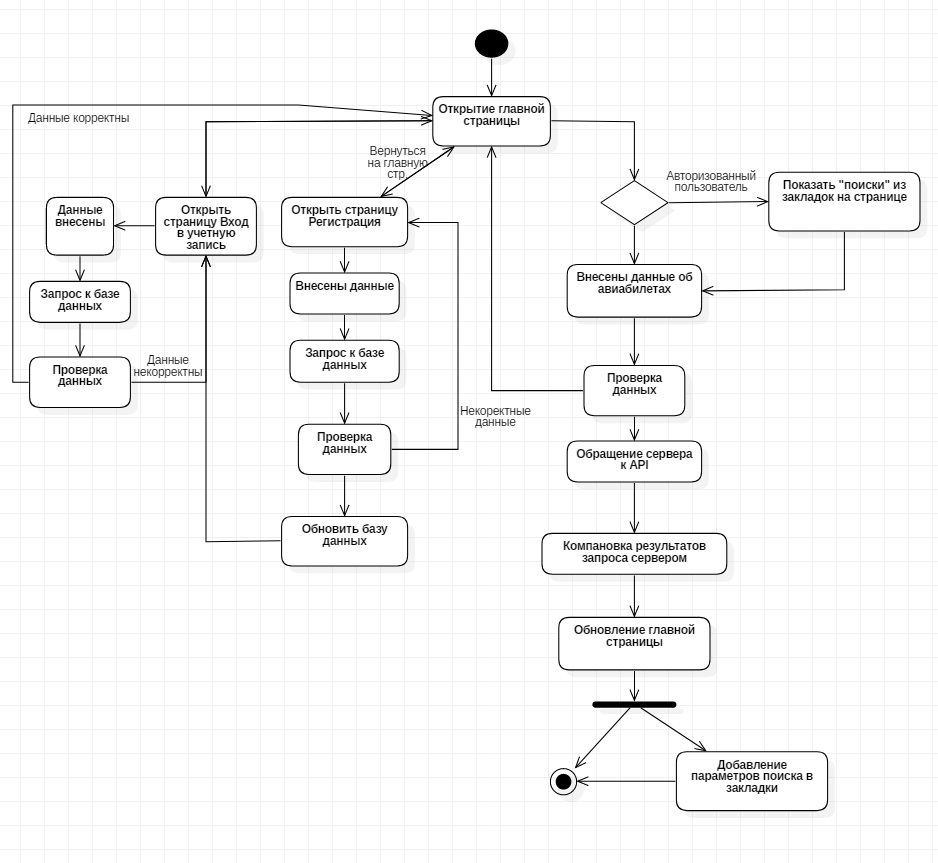 Открытие главной
страницы
Данные корректны
Вернуться
на главную
стр.
Авторизованный
пользователь
Показать "поиски" из
закладок на странице
Данные
внесены
Открыть
страницу Вход
в учетную
запись
Открыть страницу
Регистрация
Внесены данные об
авиабилетах
Запрос к базе
данных
Внесены данные
Запрос к базе
данных
Проверка
данных
Данные
некорректны
Проверка
данных
Некоректные
данные
Проверка
данных
Обращение сервера
к API
Обновить базу
данных
Компановка результатов
запроса сервером
Обновление главной
страницы
Добавление
параметров поиска в
закладки